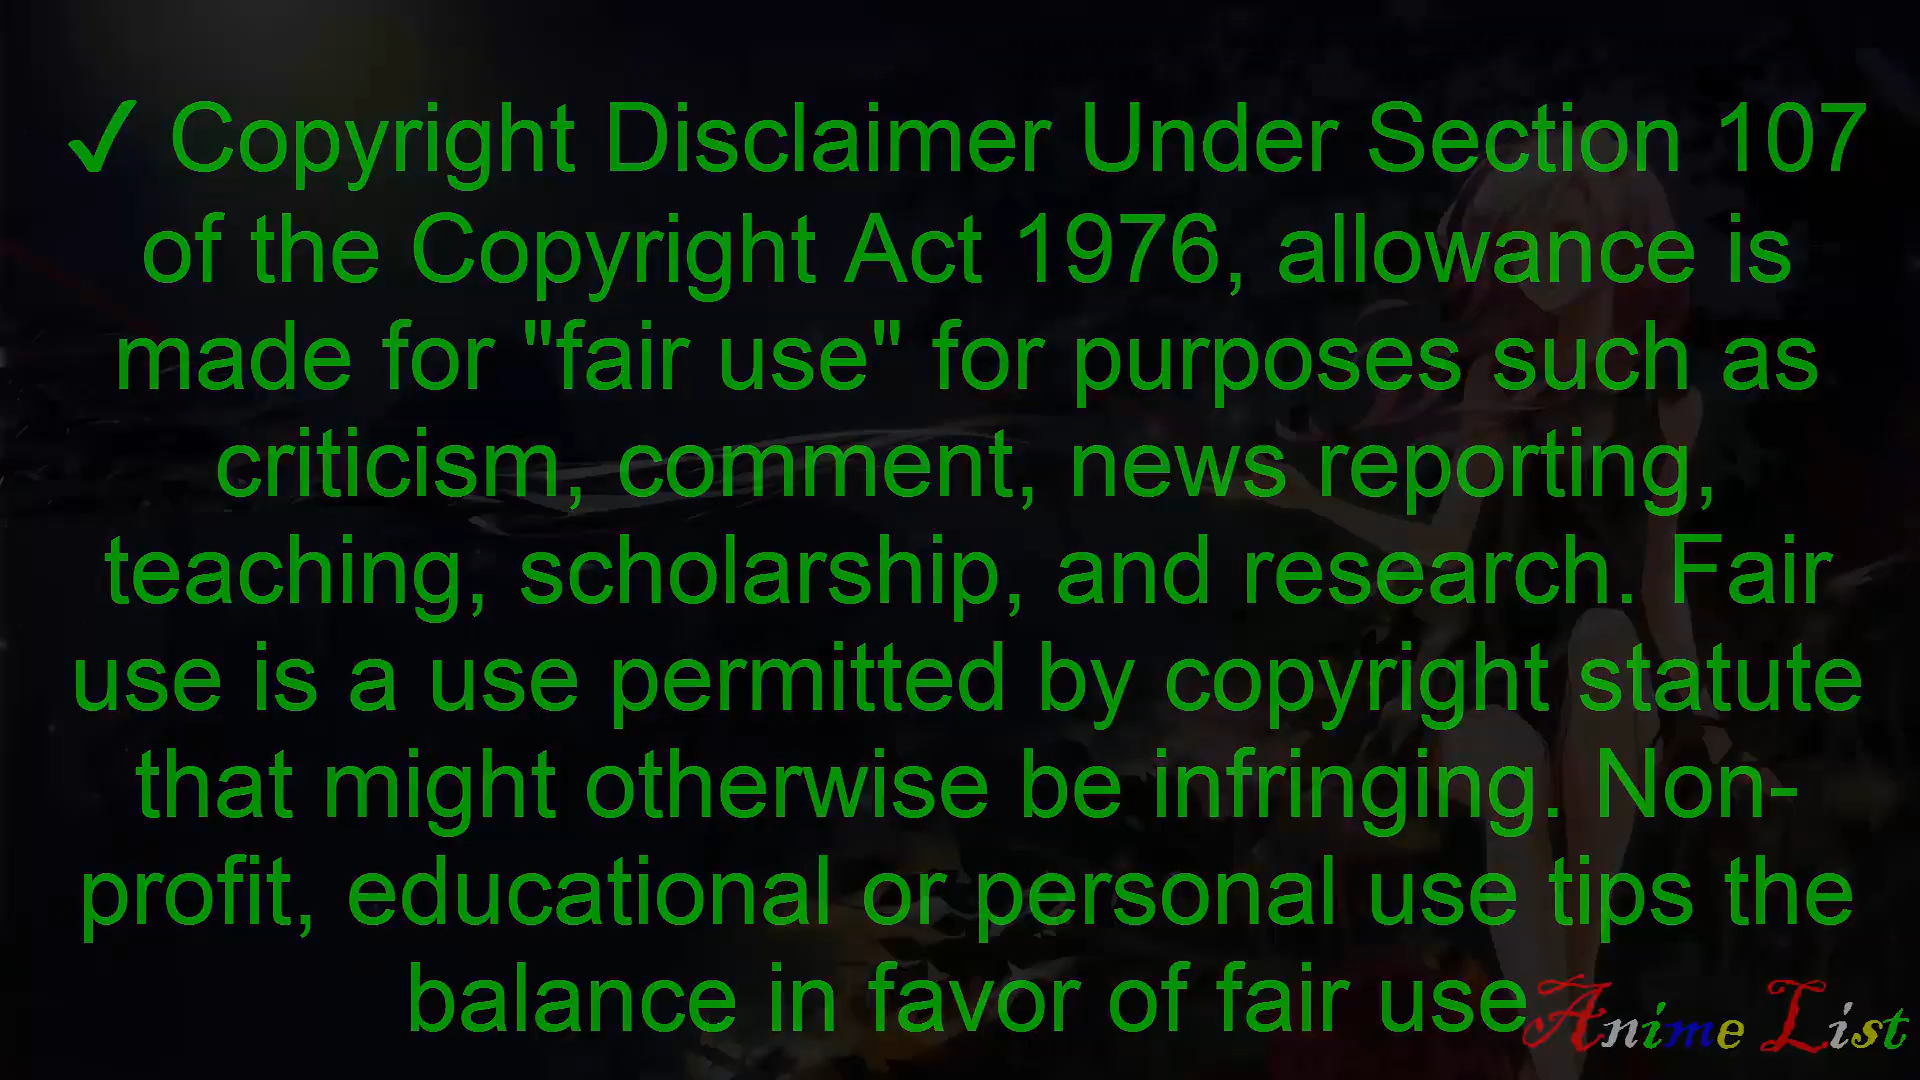 ✓ Copyright Disclaimer Under Section 107
of the Copyright Act 1976, allowance is
made for "fair use" for purposes such as
criticism, comment, news reporting,
teaching, scholarship, and research. Fair
use is a use permitted by copyright statute
that might otherwise be infringing. Non-
profit, educational or personal use tips the
balance in favor of fair use
Anime List